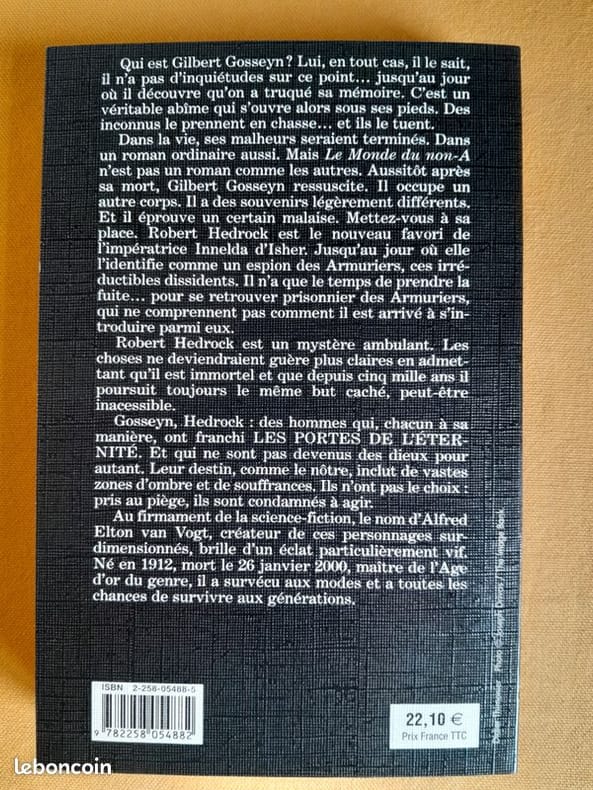 Qui est Gilbert Gosseyn ? Lui, en tout cas, il le sait,
il n'a pas d'inquiétudes sur ce point... jusqu'au jour
où il découvre qu'on a truqué sa mémoire. C'est un
véritable abîme qui s'ouvre alors sous ses pieds. Des
inconnus le prennent en chasse... et ils le tuent.
Dans la vie, ses malheurs seraient terminés. Dans
un roman ordinaire aussi. Mais Le Monde du non-A
n'est pas un roman comme les autres. Aussitôt après
sa mort, Gilbert Gosseyn ressuscite. Il occupe un
autre corps. Il a des souvenirs légèrement différents.
Et il éprouve un certain malaise. Mettez-vous à sa
place. Robert Hedrock est le nouveau favori de
l'impératrice Innelda d'Isher. Jusqu'au jour où elle
l'identifie comme un espion des Armuriers, ces irré-
ductibles dissidents. Il n'a que le temps de prendre la
fuite... pour se retrouver prisonnier des Armuriers,
qui ne comprennent pas comment il est arrivé à s'in-
troduire parmi eux.
Robert Hedrock est un mystère ambulant. Les
choses ne deviendraient guère plus claires en admet-
tant qu'il est immortel et que depuis cinq mille ans il
poursuit toujours le même but caché, peut-être
inacessible.
Gosseyn, Hedrock : des hommes qui, chacun à sa
manière, ont franchi LES PORTES DE L'ÉTER-
NITÉ. Et qui ne sont pas devenus des dieux pour
autant. Leur destin, comme le nôtre, inclut de vastes
zones d'ombre et de souffrances. Ils n'ont pas le choix :
pris au piège, ils sont condamnés à agir.
Au firmament de la science-fiction, le nom d'Alfred
Elton van Vogt, créateur de ces personnages sur-
dimensionnés, brille d'un éclat particulièrement vif.
Né en 1912, mort le 26 janvier 2000, maître de l'Age
d'or du genre, il a survécu aux modes et a toutes les
chances de survivre aux générations.
ISBN 2-258-05488-5
9 782258 054882
22,10 €
Prix France TTC
Photo © Joseph / The Image Bank
leboncoin